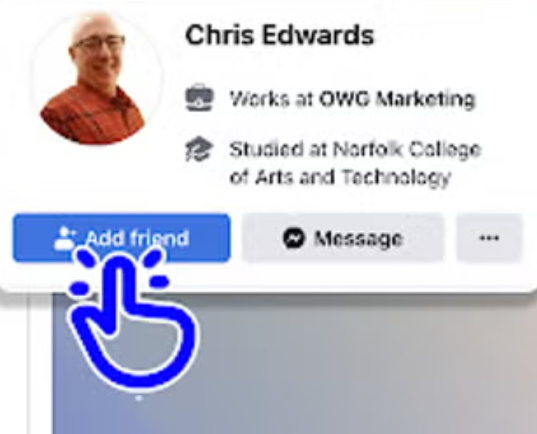 Chris Edwards
Works at OWG Marketing
Studied at Norfolk College
of Arts and Technology
Add friend
Message